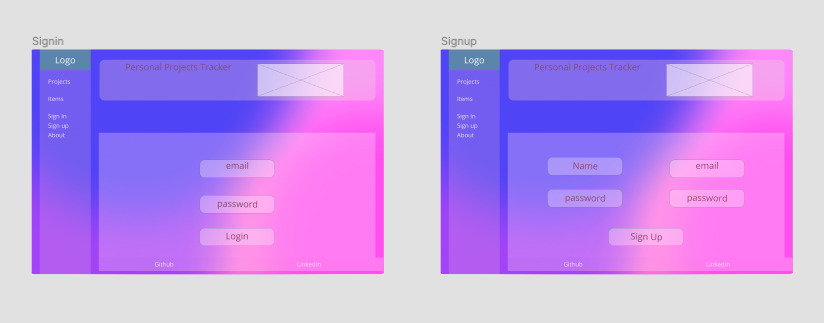 Signin
Logo
Personal Projects Tracker
Projects
Items
Sign In
Sign up
About
email
password
Login
Github
LinkedIn
Signup
Logo
Personal Projects Tracker
Projects
Items
Sign In
Sign up
About
Name
email
password
password
Sign Up
Github
LinkedIn